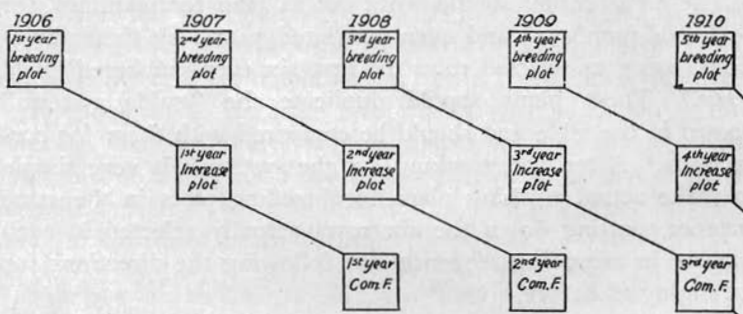 1906 1907 1908 1909 1910
1st year
breeding
plot
2nd year
breeding
plot
3rd year
breeding
plot
4th year
breeding
plot
5th year
breeding
plot
1st year
Increase
plot
2nd year
Increase
plot
3rd year
Increase
plot
4th year
Increase
plot
1st year
Com. F.
2nd year
Com. F.
3rd year
Com. F.